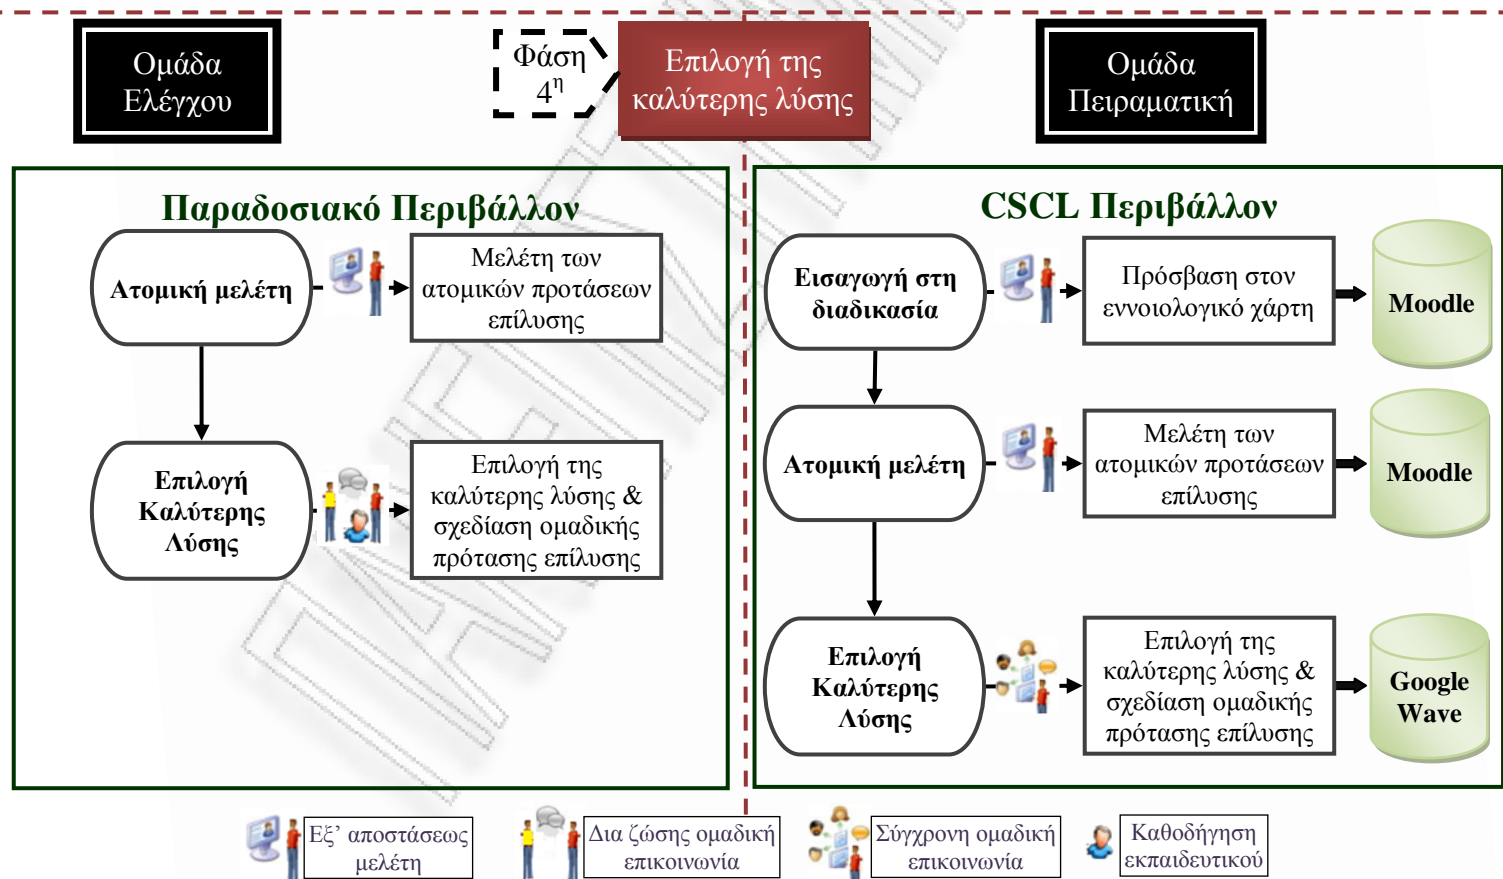 Ομάδα
Ελέγχου
Φάση
4η
Επιλογή της
καλύτερης λύσης
Ομάδα
Πειραματική
Παραδοσιακό Περιβάλλον
Ατομική μελέτη
Μελέτη των
ατομικών προτάσεων
επίλυσης
Επιλογή
Καλύτερης
Λύσης
Επιλογή της
καλύτερης λύσης &
σχεδίαση ομαδικής
πρότασης επίλυσης
CSCL Περιβάλλον
Εισαγωγή στη
διαδικασία
Πρόσβαση στον
εννοιολογικό χάρτη
Moodle
Ατομική μελέτη
Μελέτη των
ατομικών προτάσεων
επίλυσης
Moodle
Επιλογή
Καλύτερης
Λύσης
Επιλογή της
καλύτερης λύσης &
σχεδίαση ομαδικής
πρότασης επίλυσης
Google
Wave
Εξ’ αποστάσεως
μελέτη
Δια ζώσης ομαδική
επικοινωνία
Σύγχρονη ομαδική
επικοινωνία
Καθοδήγηση
εκπαιδευτικού